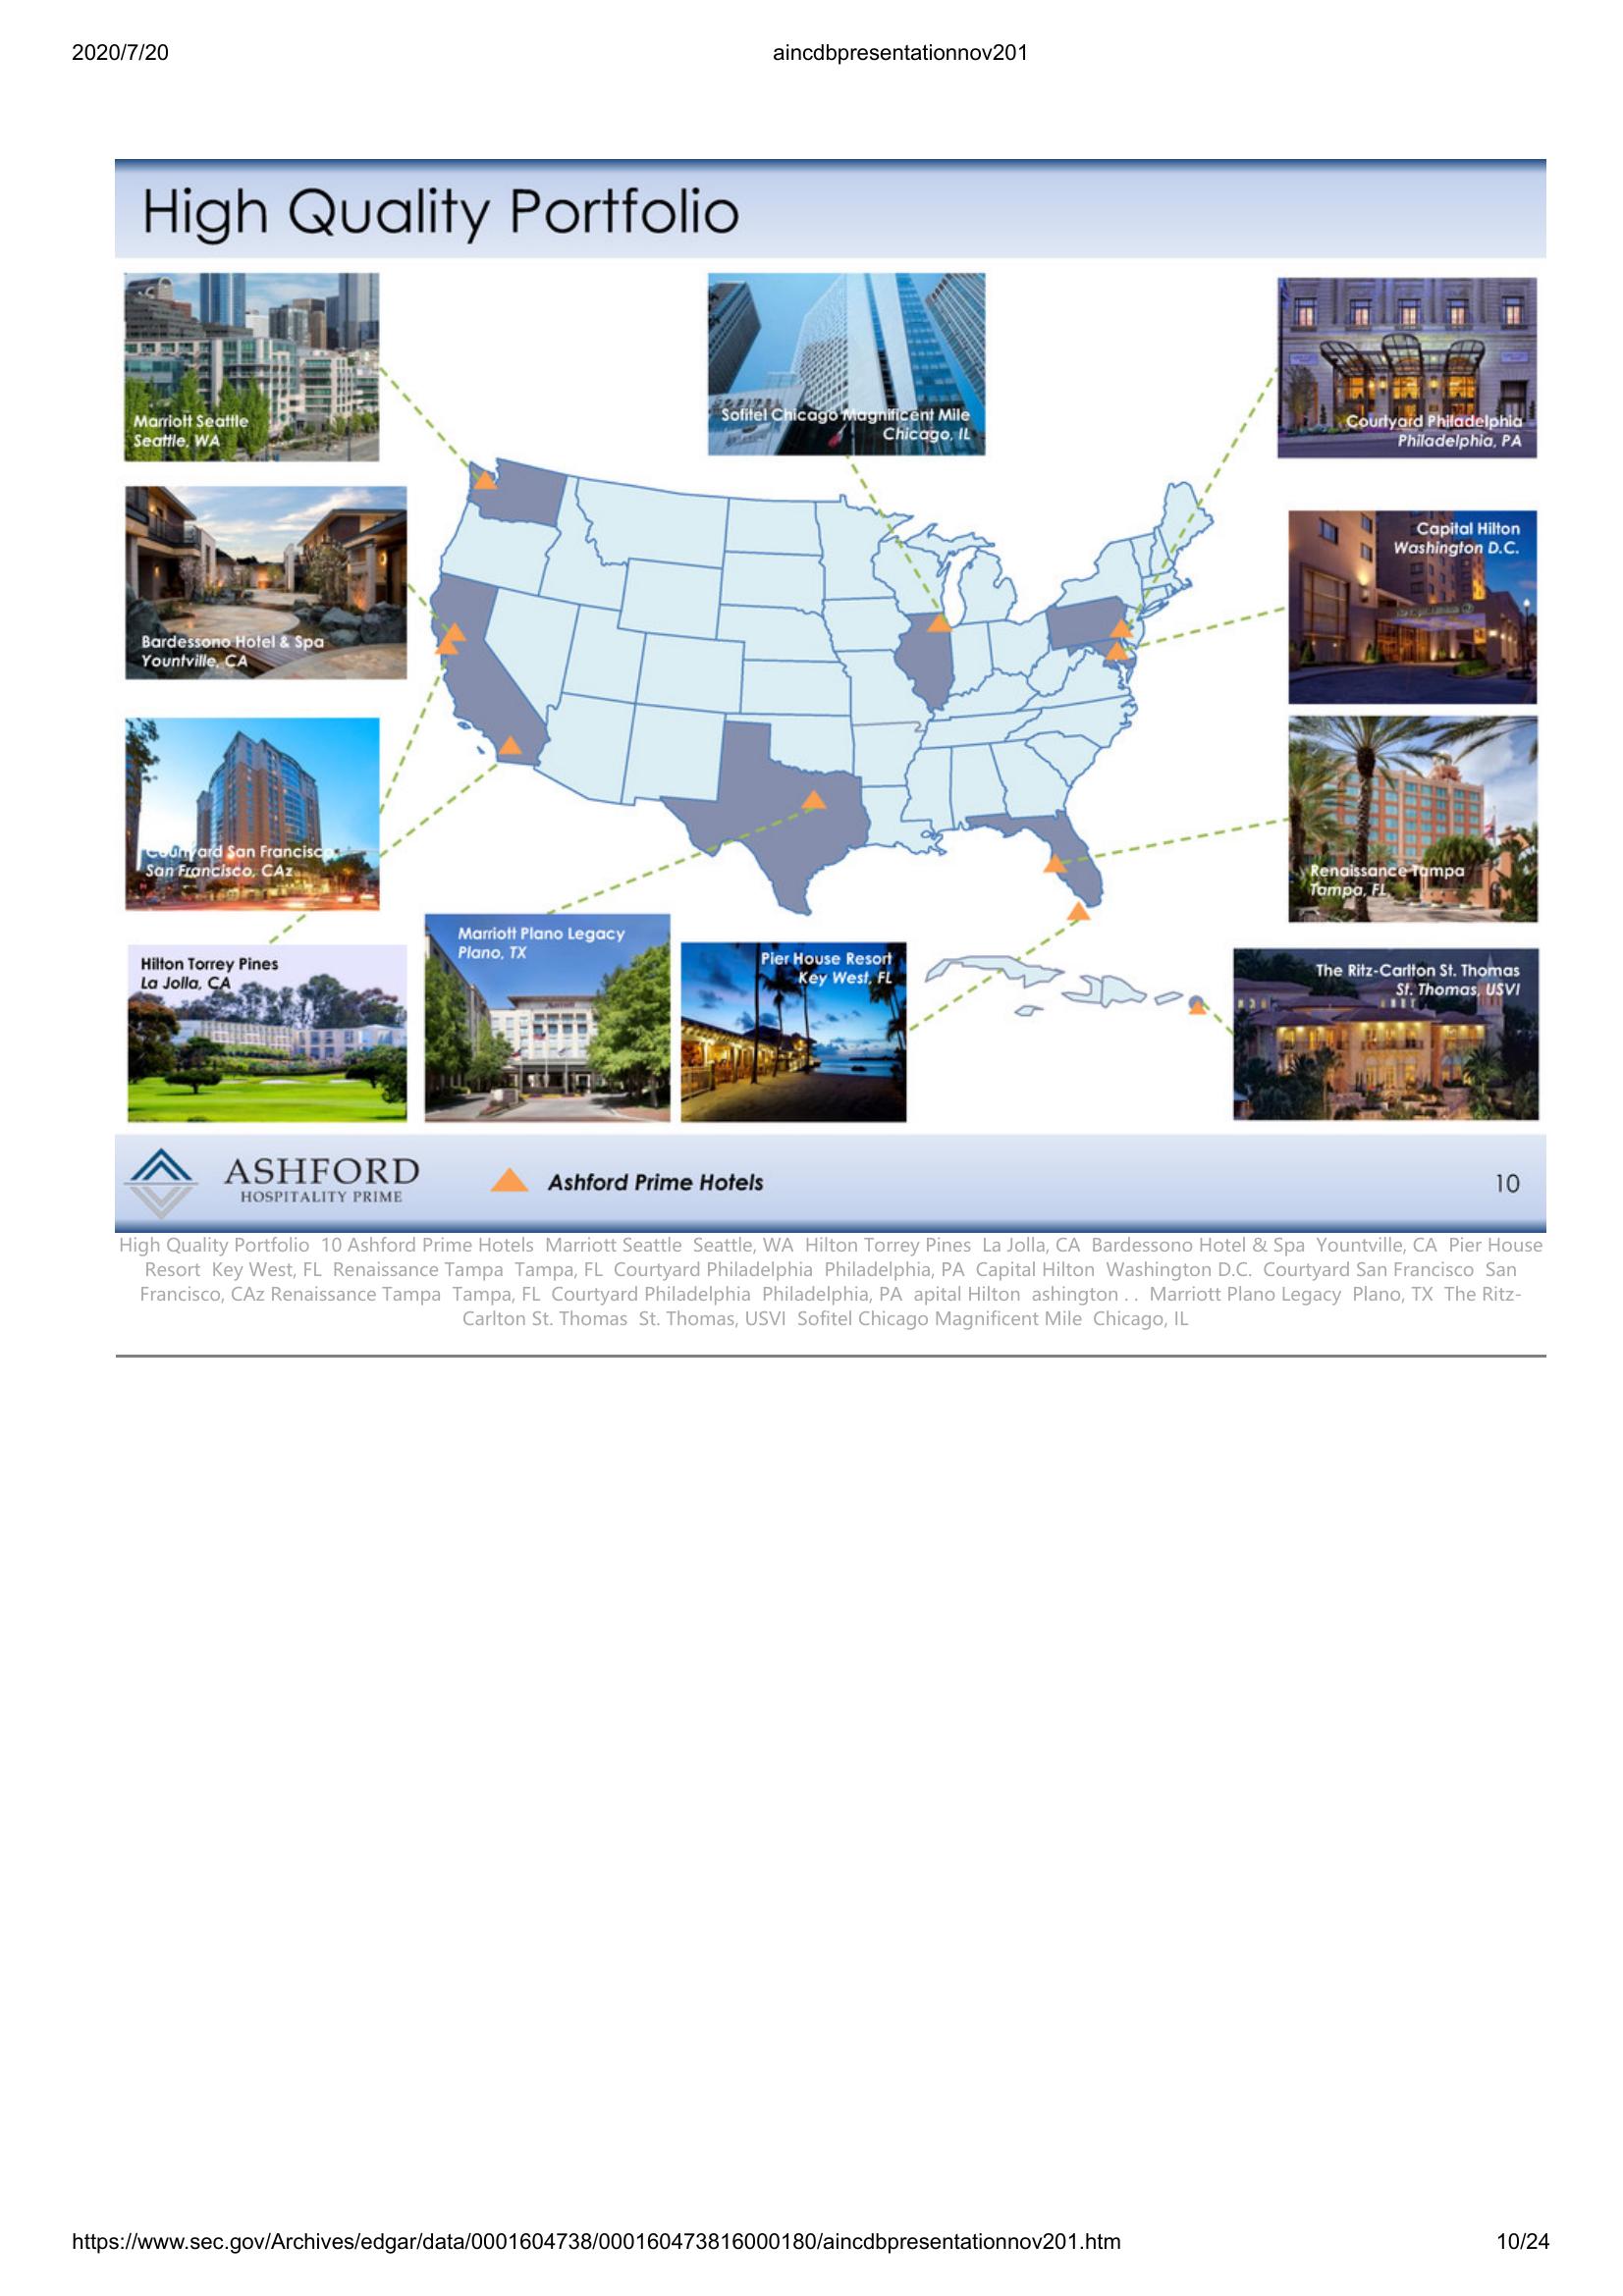 2020/7/20
aincdbpresentationnov201
High Quality Portfolio
Marriott Seattle
Seattle, WA
Sofitel Chicago Magnificent Mile
Chicago, IL
Courtyard Philadelphia
Philadelphia, PA
Bardessono Hotel & Spa
Yountville, CA
Capital Hilton
Washington D.C.
Courtyard San Francisco
San Francisco, CAz
Renaissance Tampa
Tampa, FL
Hilton Torrey Pines
La Jolla, CA
Marriott Plano Legacy
Plano, TX
Pier House Resort
Key West, FL
The Ritz-Carlton St. Thomas
St. Thomas, USVI
ASHFORD
HOSPITALITY PRIME
Ashford Prime Hotels
10
High Quality Portfolio 10 Ashford Prime Hotels Marriott Seattle Seattle, WA Hilton Torrey Pines La Jolla, CA Bardessono Hotel & Spa Yountville, CA Pier House
Resort Key West, FL Renaissance Tampa Tampa, FL Courtyard Philadelphia Philadelphia, PA Capital Hilton Washington D.C. Courtyard San Francisco San
Francisco, CAz Renaissance Tampa Tampa, FL Courtyard Philadelphia Philadelphia, PA apital Hilton ashington . . Marriott Plano Legacy Plano, TX The Ritz-
Carlton St. Thomas St. Thomas, USVI Sofitel Chicago Magnificent Mile Chicago, IL
https://www.sec.gov/Archives/edgar/data/0001604738/000160473816000180/aincdbpresentationnov201.htm
10/24